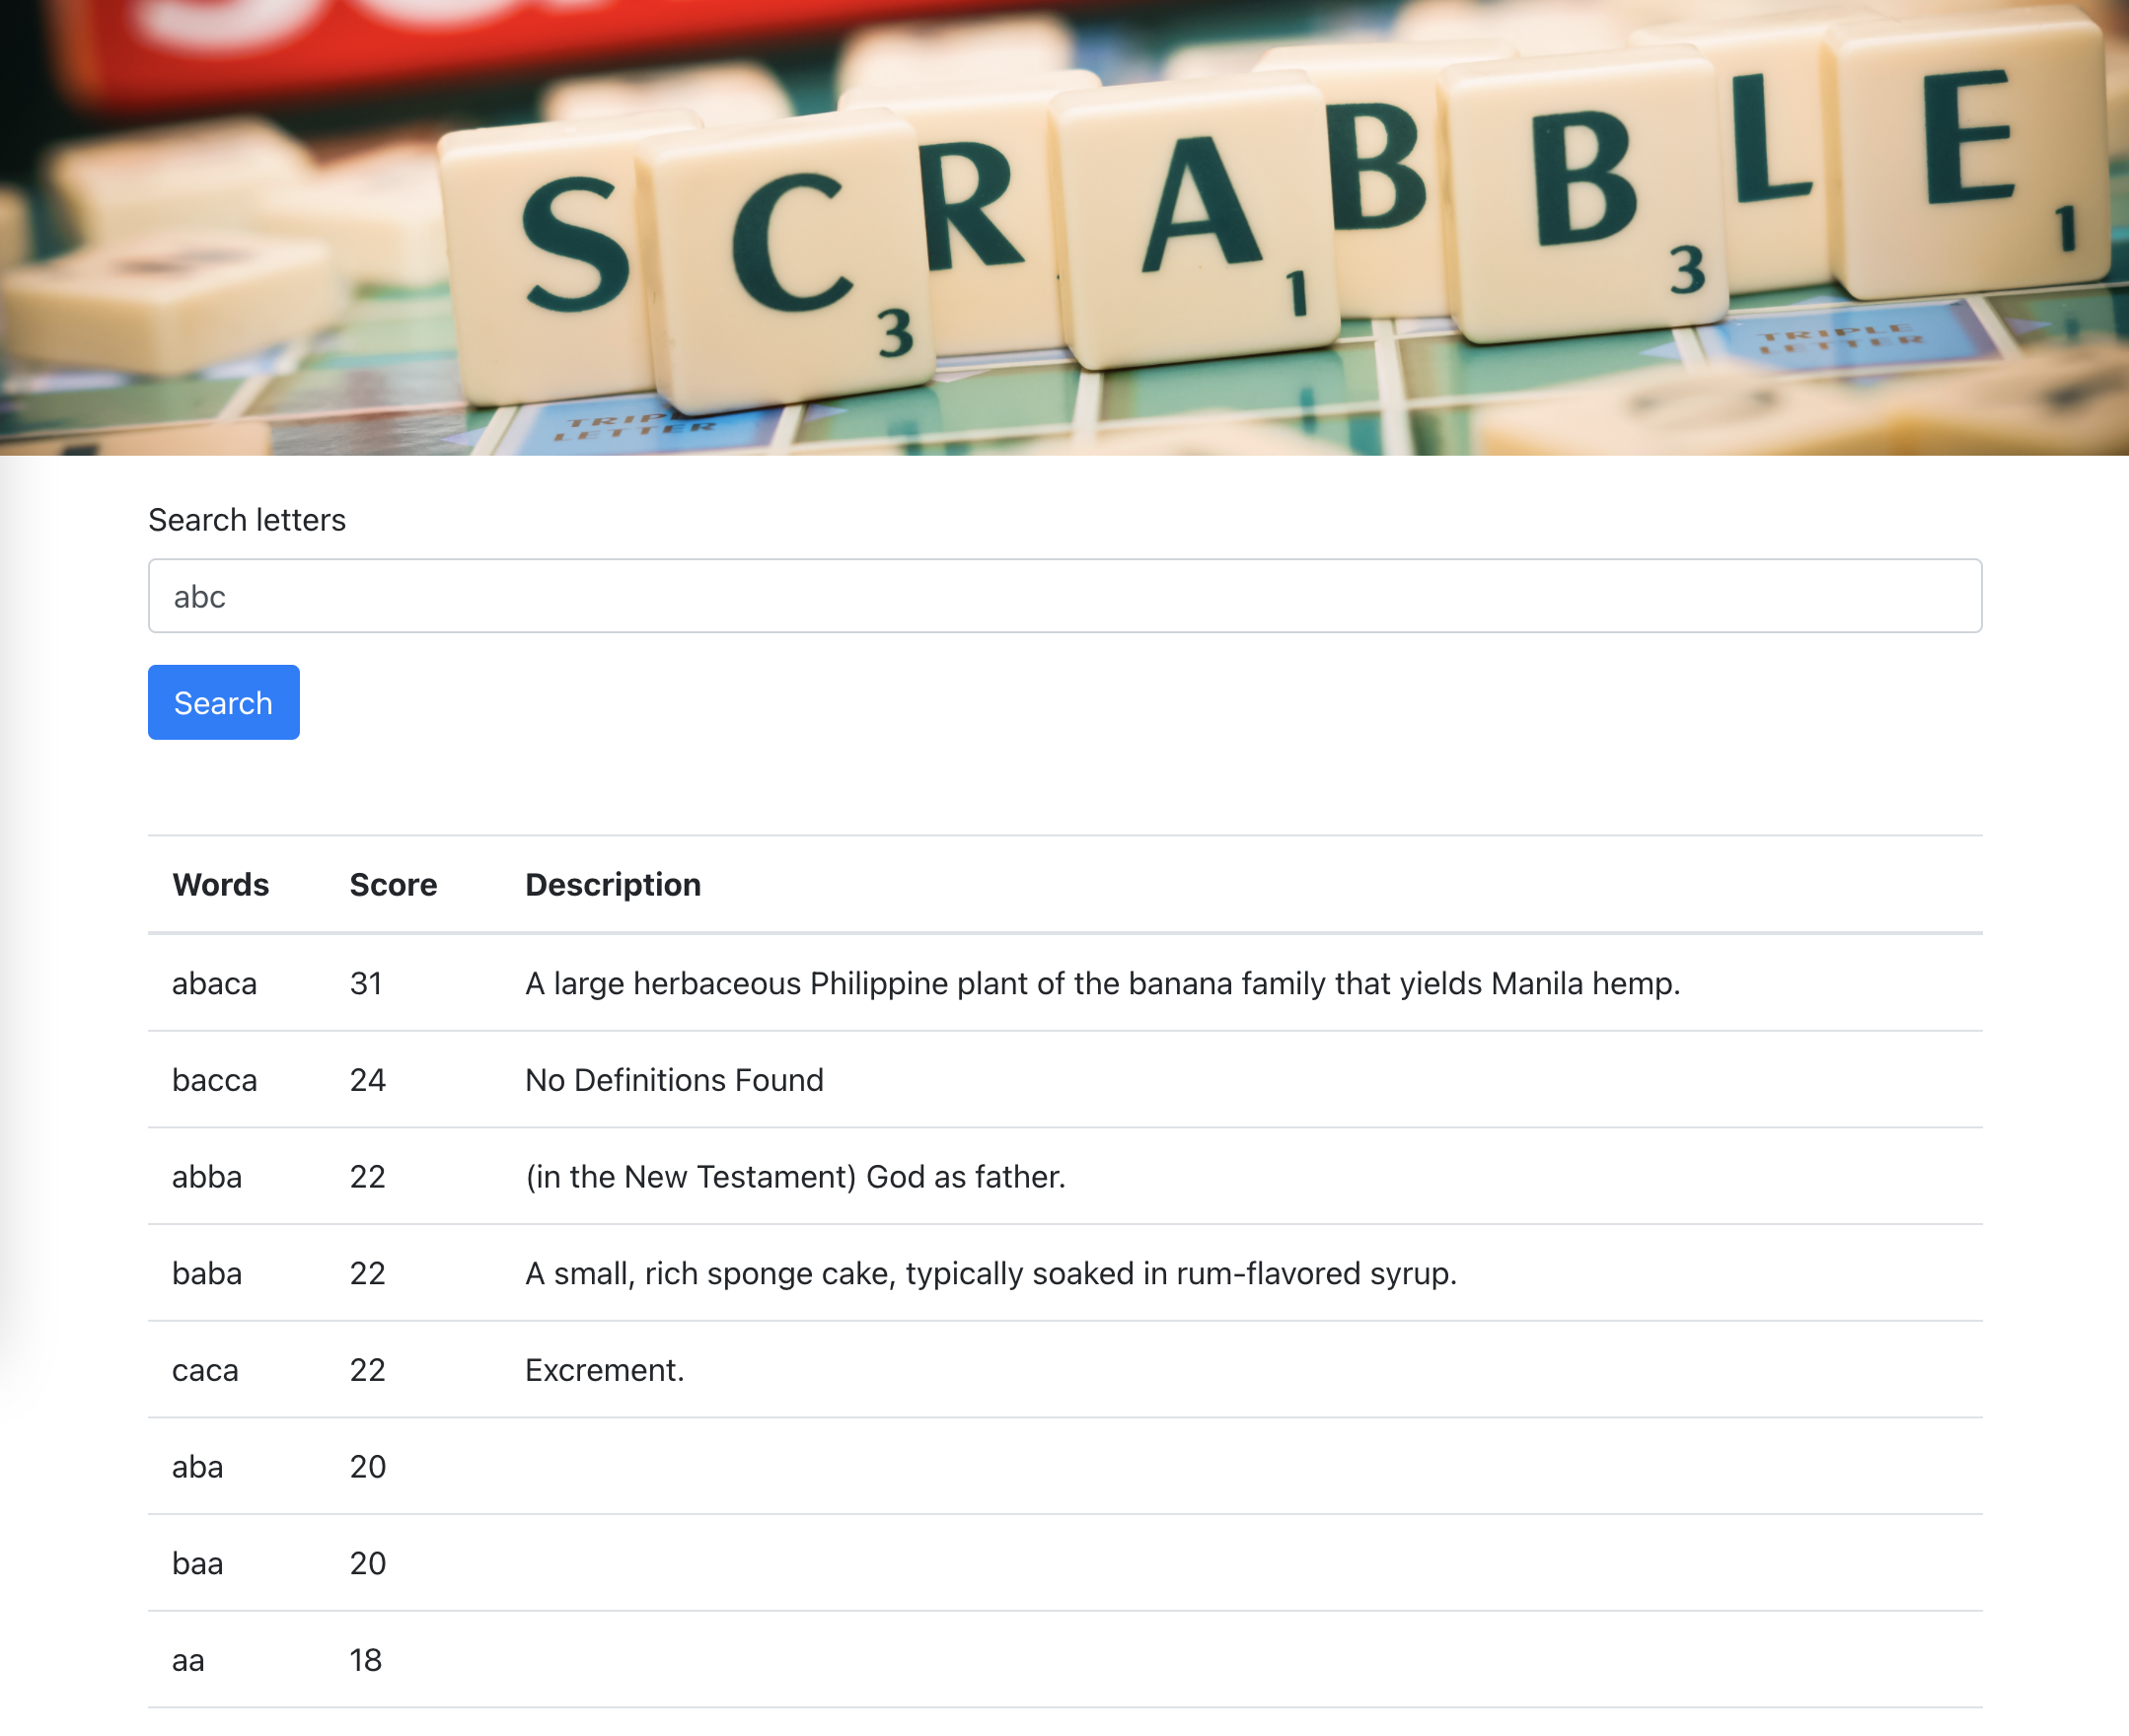 SCRABBLE
3
1
3
1
TRIPLE
LETTER
TRIPLE
LETTER
Search letters
abc
Search
Words Score Description
abaca 31 A large herbaceous Philippine plant of the banana family that yields Manila hemp.
bacca 24 No Definitions Found
abba 22 (in the New Testament) God as father.
baba 22 A small, rich sponge cake, typically soaked in rum-flavored syrup.
caca 22 Excrement.
aba 20
baa 20
aa 18